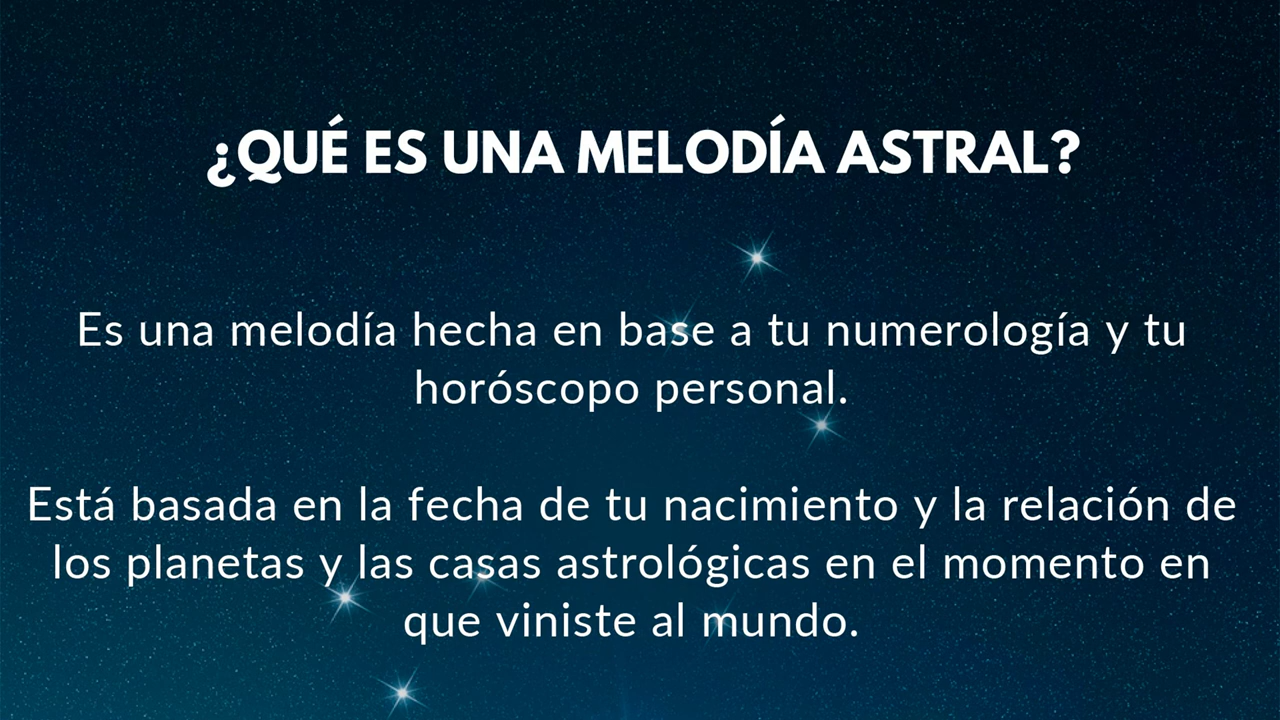 ¿QUÉ ES UNA MELODÍA ASTRAL?
Es una melodía hecha en base a tu numerología y tu
horóscopo personal.
Está basada en la fecha de tu nacimiento y la relación de
los planetas y las casas astrológicas en el momento en
que viniste al mundo.